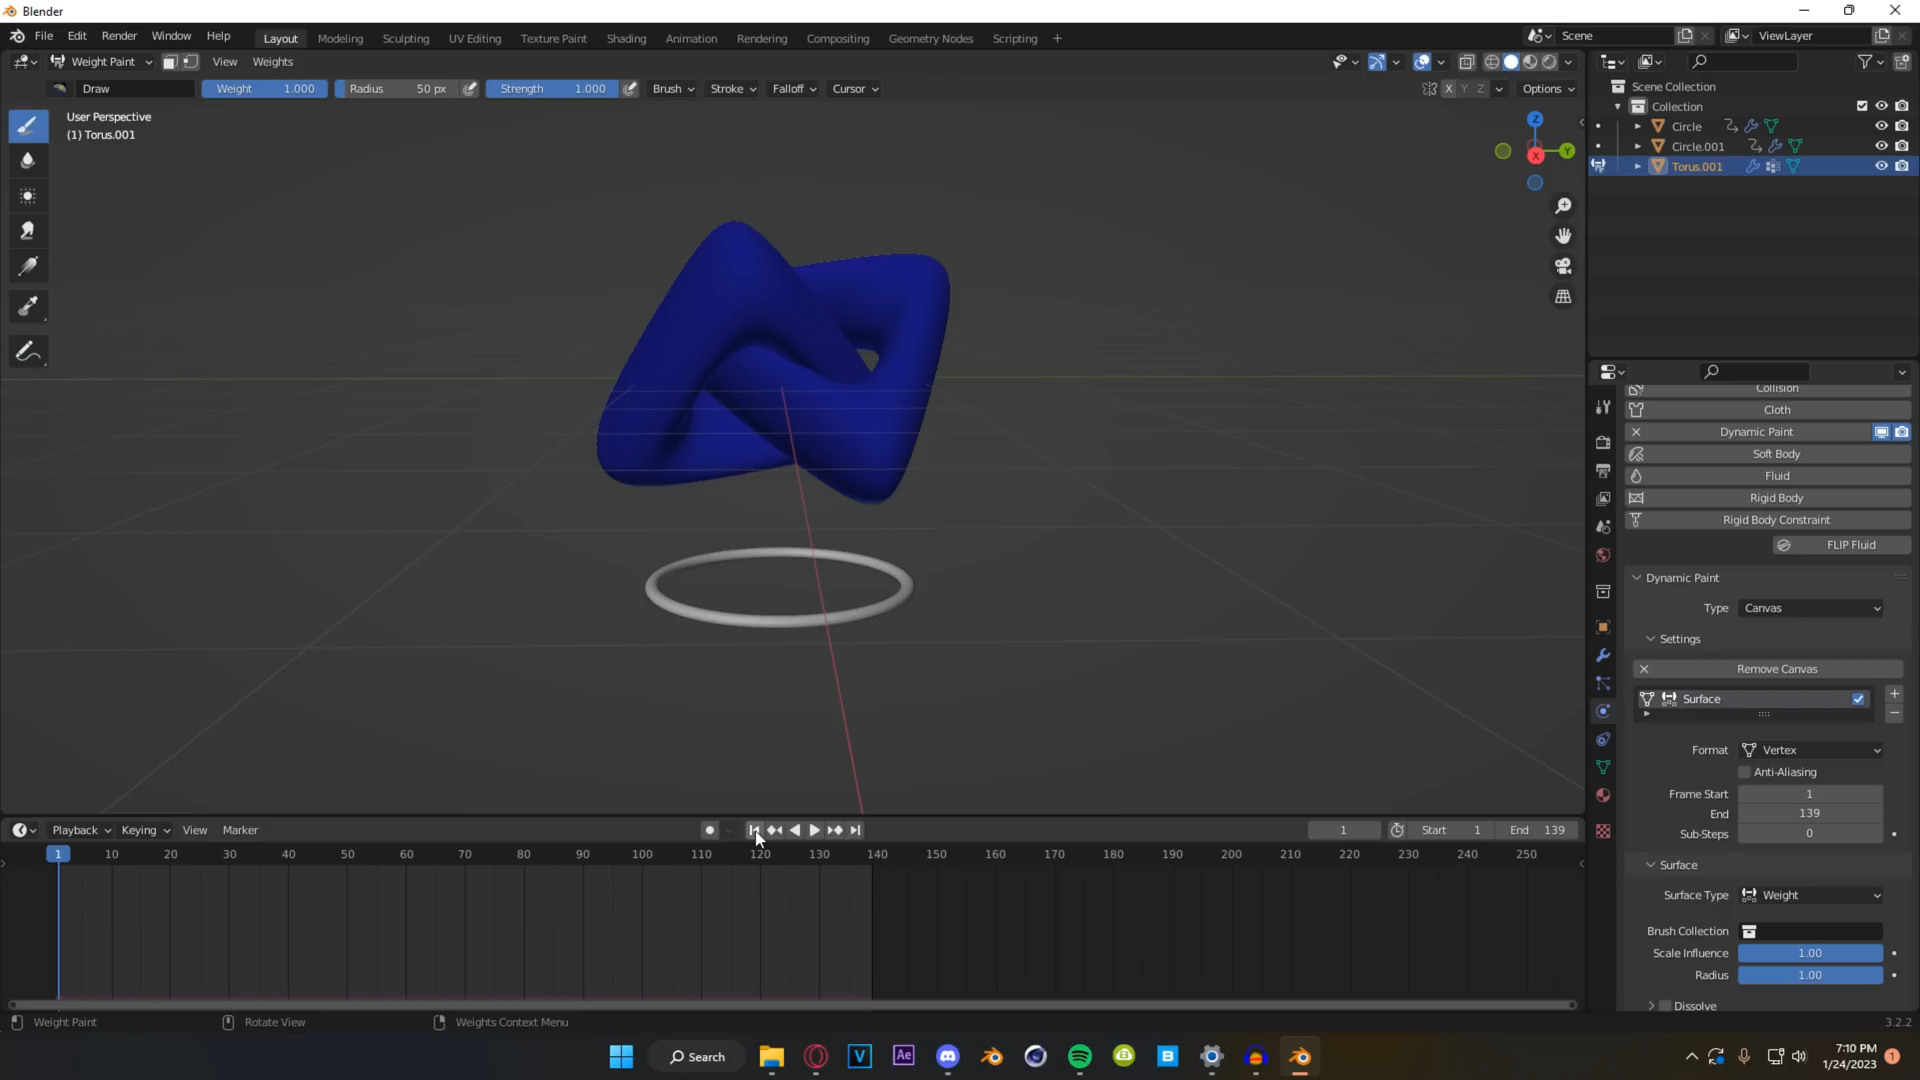 Blender
File Edit Render Window Help Layout Modeling Sculpting UV Editing Texture Paint Shading Animation Rendering Compositing Geometry Nodes Scripting + Scene ViewLayer
Weight Paint View Weights
Draw Weight 1.000 Radius 50 px Strength 1.000 Brush Stroke Falloff Cursor X Y Z Options
User Perspective
(1) Torus.001
Z
Y
X
Scene Collection
Collection
Circle
Circle.001
Torus.001
Collision
Cloth
Dynamic Paint
Soft Body
Fluid
Rigid Body
Rigid Body Constraint
FLIP Fluid
Dynamic Paint
Type Canvas
Settings
Remove Canvas
Surface
Format Vertex
Anti-Aliasing
Frame Start 1
End 139
Sub-Steps 0
Surface
Surface Type Weight
Brush Collection
Scale Influence 1.00
Radius 1.00
Dissolve
Playback Keying View Marker 1 Start 1 End 139
1 10 20 30 40 50 60 70 80 90 100 110 120 130 140 150 160 170 180 190 200 210 220 230 240 250
Weight Paint Rotate View Weights Context Menu 3.2.2
Search V Ae B 7:10 PM
1/24/2023 1